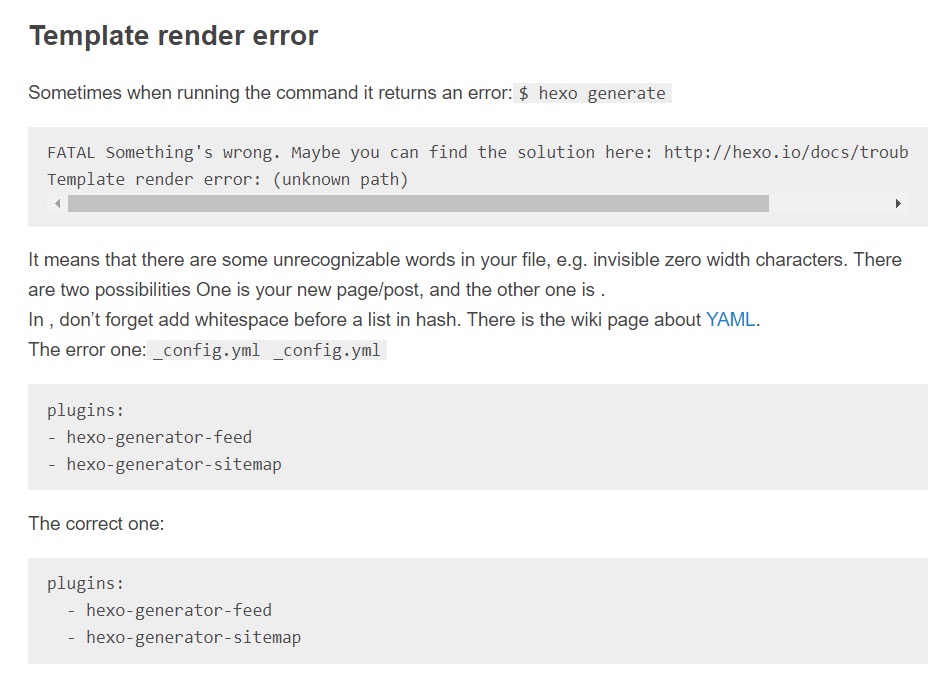 Template render error
Sometimes when running the command it returns an error: $ hexo generate
FATAL Something's wrong. Maybe you can find the solution here: http://hexo.io/docs/troub
Template render error: (unknown path)
It means that there are some unrecognizable words in your file, e.g. invisible zero width characters. There
are two possibilities One is your new page/post, and the other one is .
In , don’t forget add whitespace before a list in hash. There is the wiki page about YAML.
The error one: _config.yml _config.yml
plugins:
- hexo-generator-feed
- hexo-generator-sitemap
The correct one:
plugins:
  - hexo-generator-feed
  - hexo-generator-sitemap